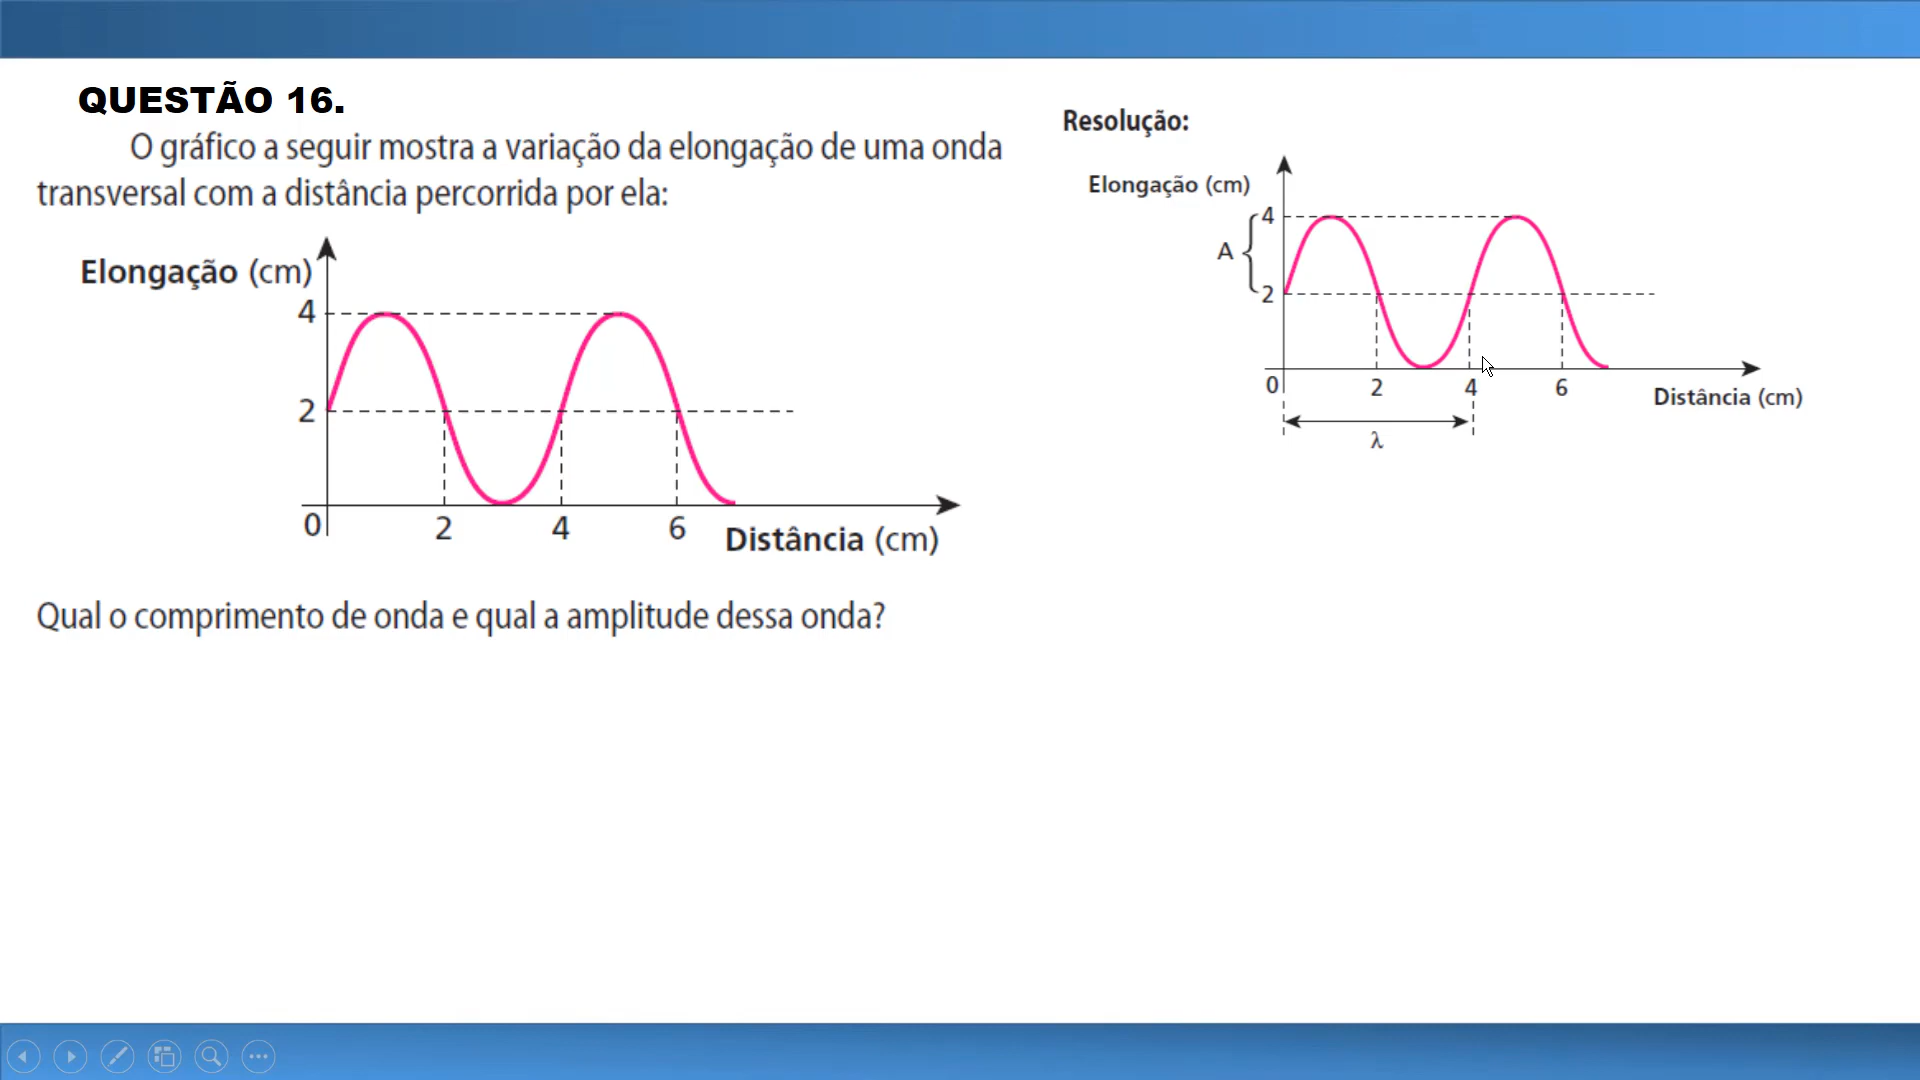 QUESTÃO 16.
O gráfico a seguir mostra a variação da elongação de uma onda
transversal com a distância percorrida por ela:
Elongação (cm)
4
2
0
2
4
6
Distância (cm)
Qual o comprimento de onda e qual a amplitude dessa onda?
Resolução:
Elongação (cm)
4
A
2
0
2
4
6
Distância (cm)
λ